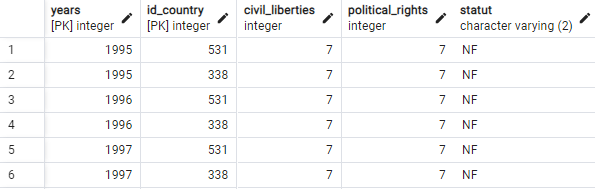 years id_country civil_liberties political_rights statut
[PK] integer [PK] integer integer integer character varying (2)
1 1995 531 7 7 NF
2 1995 338 7 7 NF
3 1996 531 7 7 NF
4 1996 338 7 7 NF
5 1997 531 7 7 NF
6 1997 338 7 7 NF